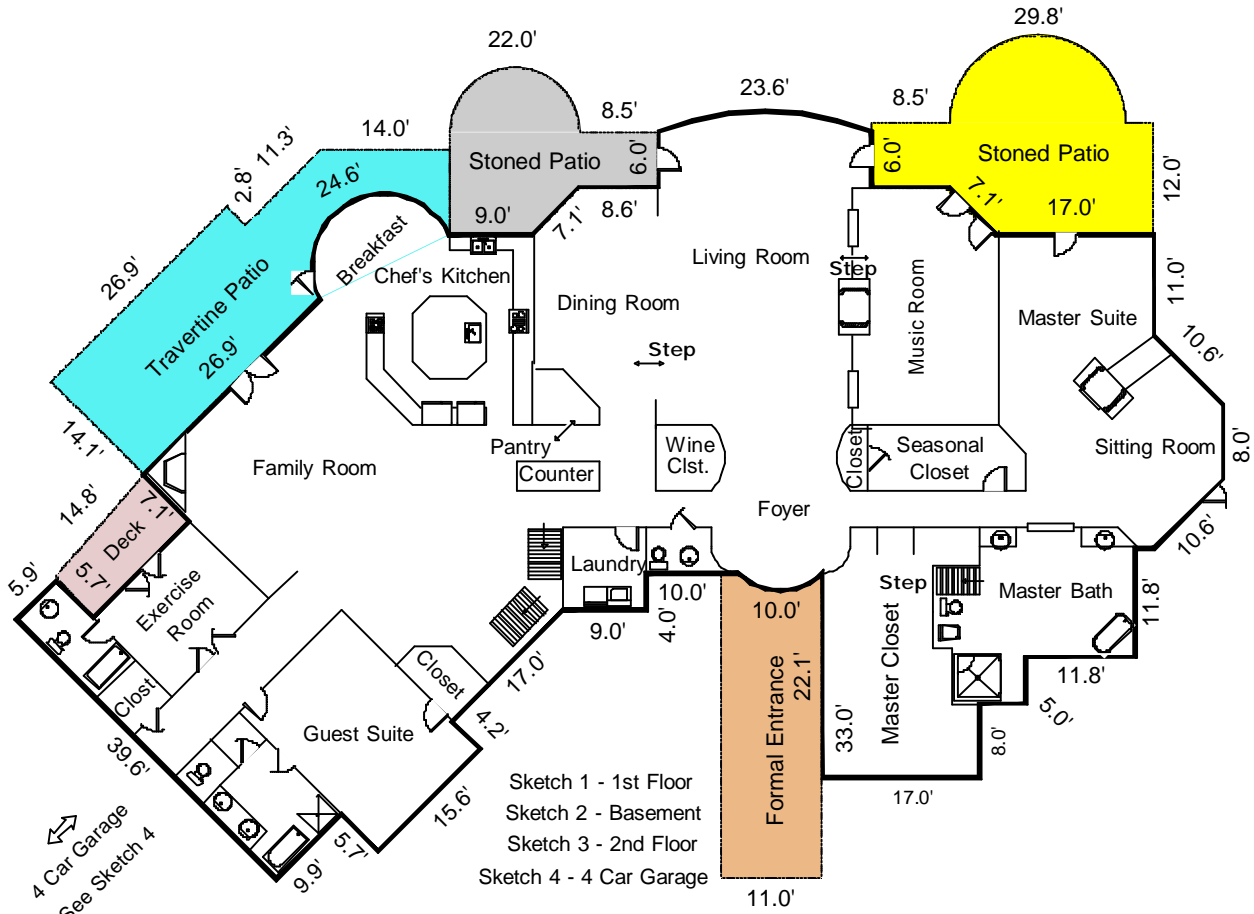 29.8'
22.0'
23.6'
8.5'
8.5'
14.0'
11.3'
2.8'
24.6'
Stoned Patio
6.0'
6.0'
Stoned Patio
12.0'
9.0'
7.1'
8.6'
7.1'
17.0'
Breakfast
Chef's Kitchen
Living Room
Step
26.9'
Travertine Patio
26.9'
Dining Room
Music Room
Master Suite
11.0'
10.6'
Step
14.1'
Family Room
Pantry
Counter
Wine
Clst.
Closet
Seasonal
Closet
Sitting Room
8.0'
14.8'
7.1'
Deck
5.7'
5.9'
Foyer
10.6'
Exercise
Room
Laundry
10.0'
9.0'
4.0'
10.0'
Step
Master Bath
11.8'
11.8'
5.0'
Closet
17.0'
4.2'
Clost
39.6'
Guest Suite
22.1'
33.0'
Master Closet
8.0'
17.0'
Formal Entrance
15.6'
5.7'
9.9'
11.0'
4 Car Garage
See Sketch 4
Sketch 1 - 1st Floor
Sketch 2 - Basement
Sketch 3 - 2nd Floor
Sketch 4 - 4 Car Garage